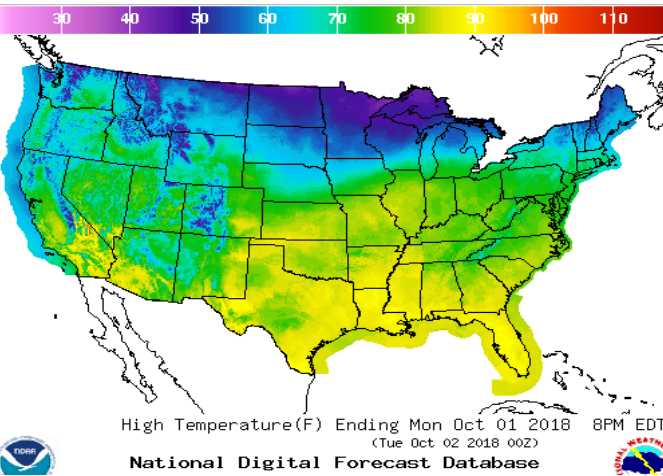 30 40 50 60 70 80 90 100 110
High Temperature(F) Ending Mon Oct 01 2018 8PM EDT
(Tue Oct 02 2018 00Z)
National Digital Forecast Database
NOAA